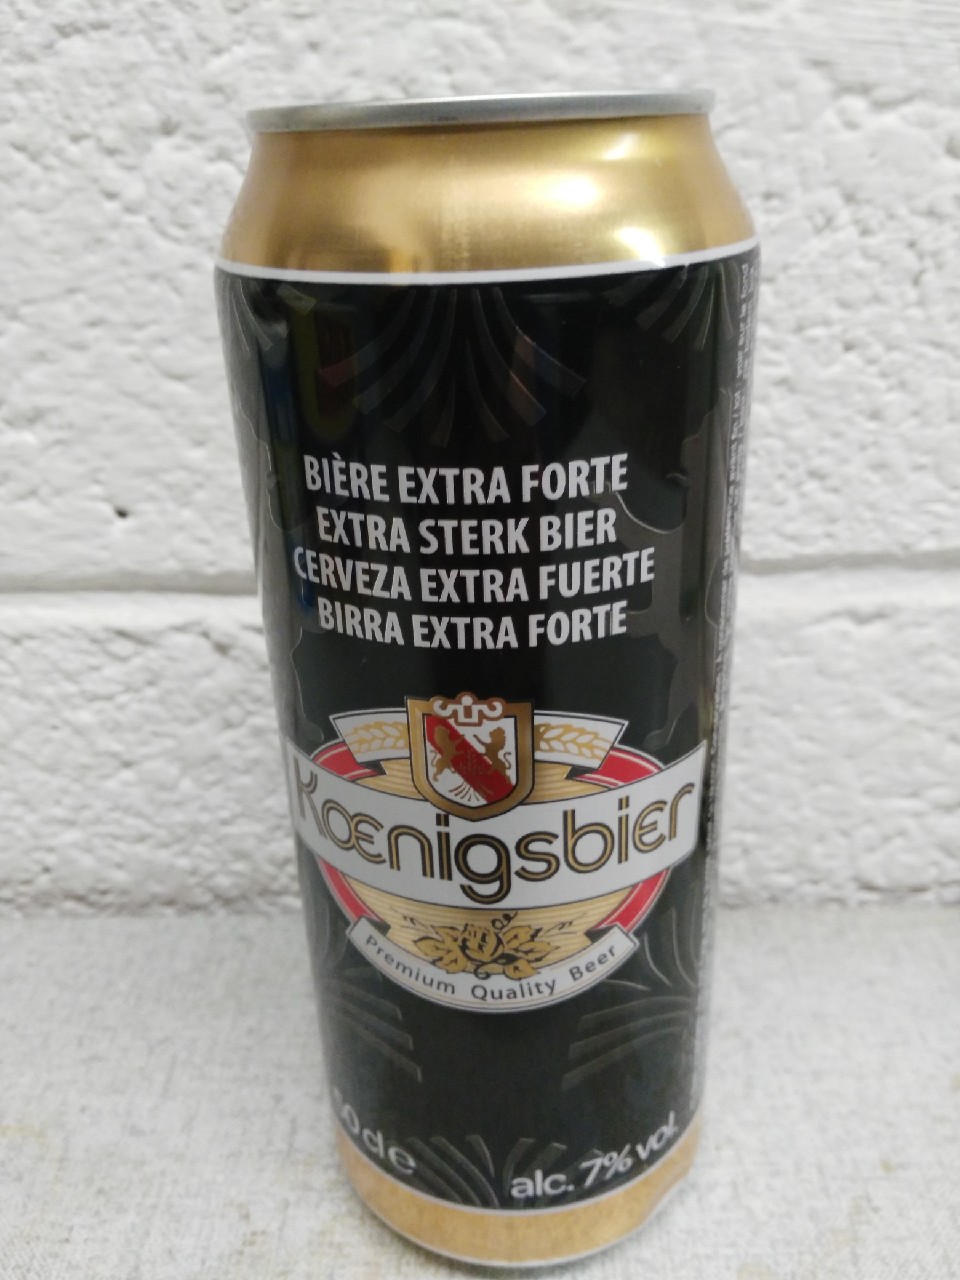 BIÈRE EXTRA FORTE
EXTRA STERK BIER
CERVEZA EXTRA FUERTE
BIRRA EXTRA FORTE
Kœnigsbier
Premium Quality Beer
alc. 7% vol.